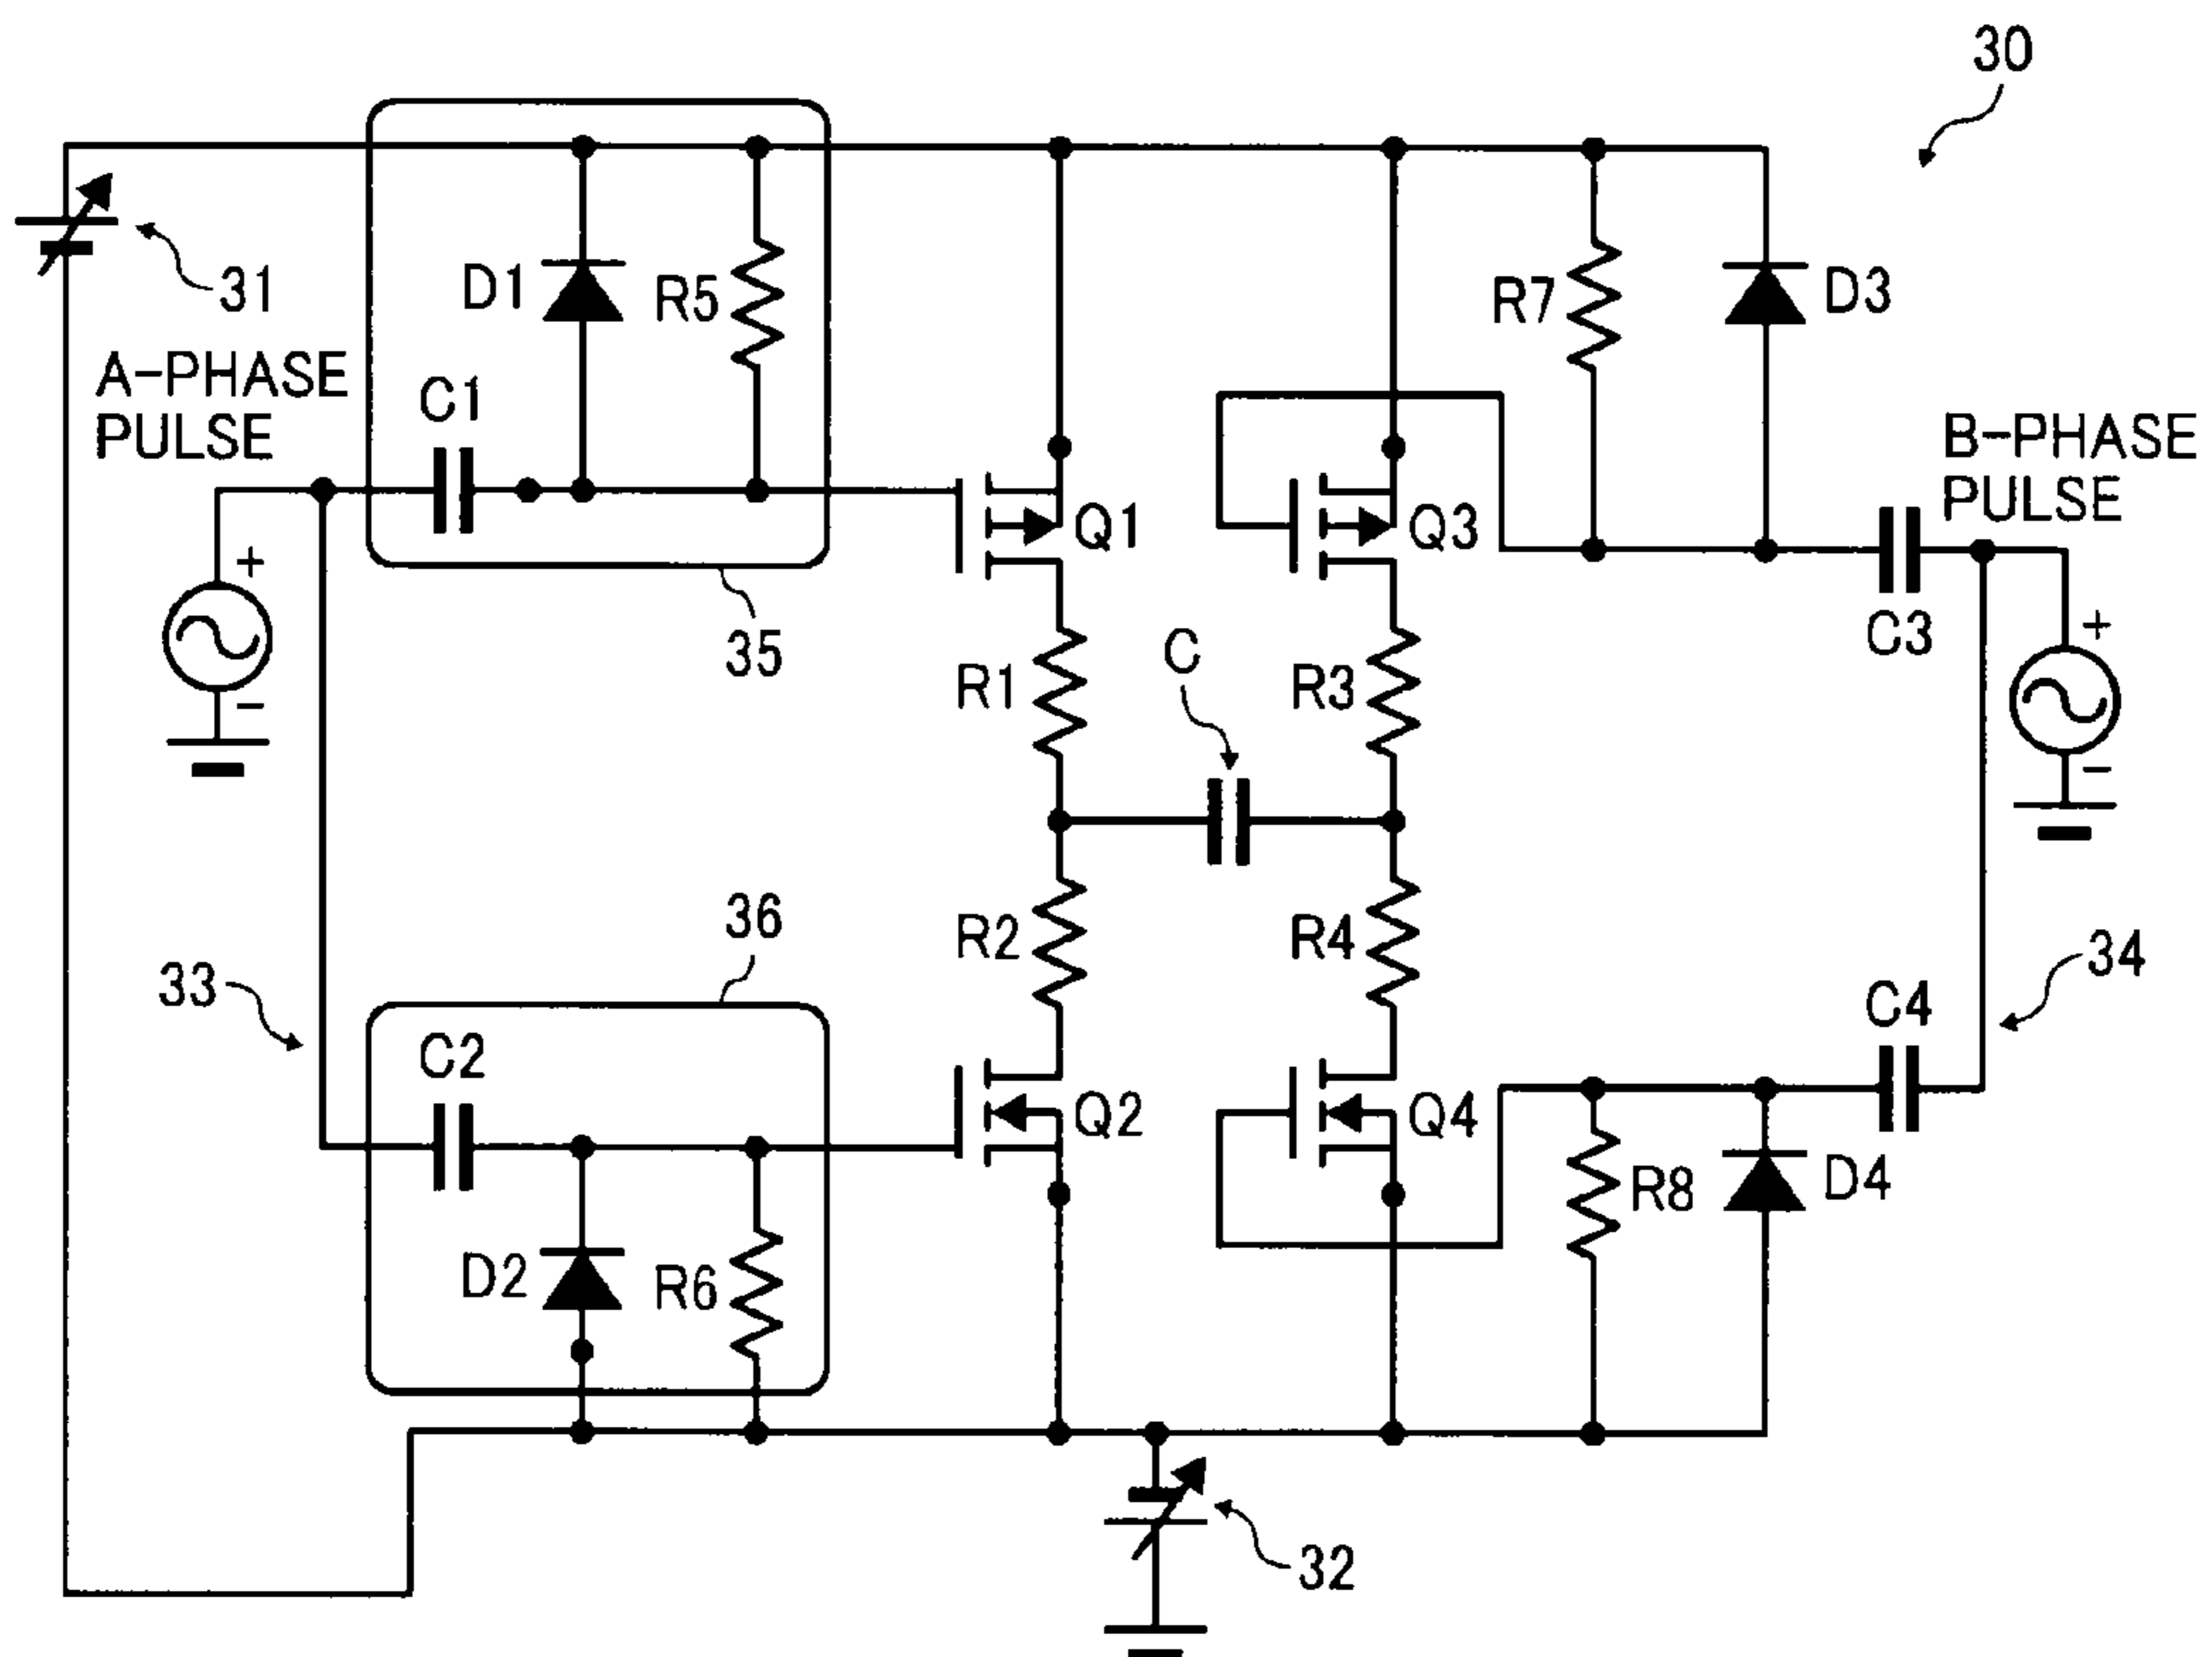 30
31
D1
R5
R7
D3
A-PHASE
PULSE
C1
B-PHASE
PULSE
Q1
Q3
+
35
C3
+
-
R1
C
R3
-
36
R2
R4
33
34
C2
C4
Q2
Q4
D2
R6
R8
D4
32